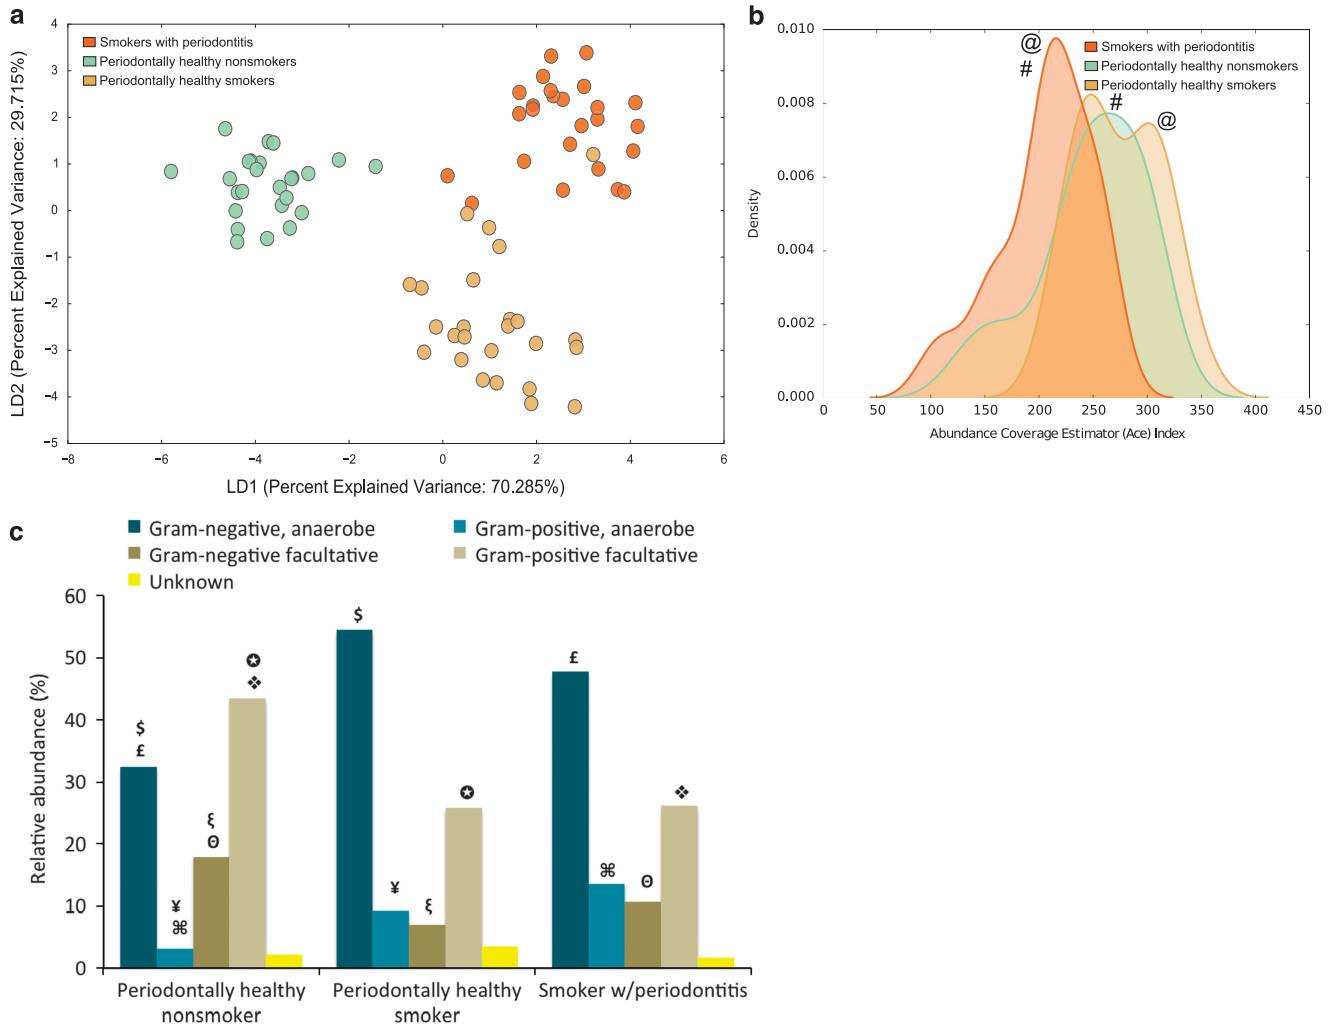 a
Smokers with periodontitis
Periodontally healthy nonsmokers
Periodontally healthy smokers
LD2 (Percent Explained Variance: 29.715%)
4
3
2
1
0
−1
−2
−3
−4
−5
−8
−6
−4
−2
0
2
4
6
LD1 (Percent Explained Variance: 70.285%)
b
Smokers with periodontitis
Periodontally healthy nonsmokers
Periodontally healthy smokers
@
#
#
@
Density
0.010
0.008
0.006
0.004
0.002
0.000
0
50
100
150
200
250
300
350
400
450
Abundance Coverage Estimator (Ace) Index
c
Gram-negative, anaerobe
Gram-positive, anaerobe
Gram-negative facultative
Gram-positive facultative
Unknown
Relative abundance (%)
60
50
40
30
20
10
0
$
£
¥
⌘
ξ
Θ
✪
❖
$
¥
ξ
✪
£
⌘
Θ
❖
Periodontally healthy
nonsmoker
Periodontally healthy
smoker
Smoker w/periodontitis